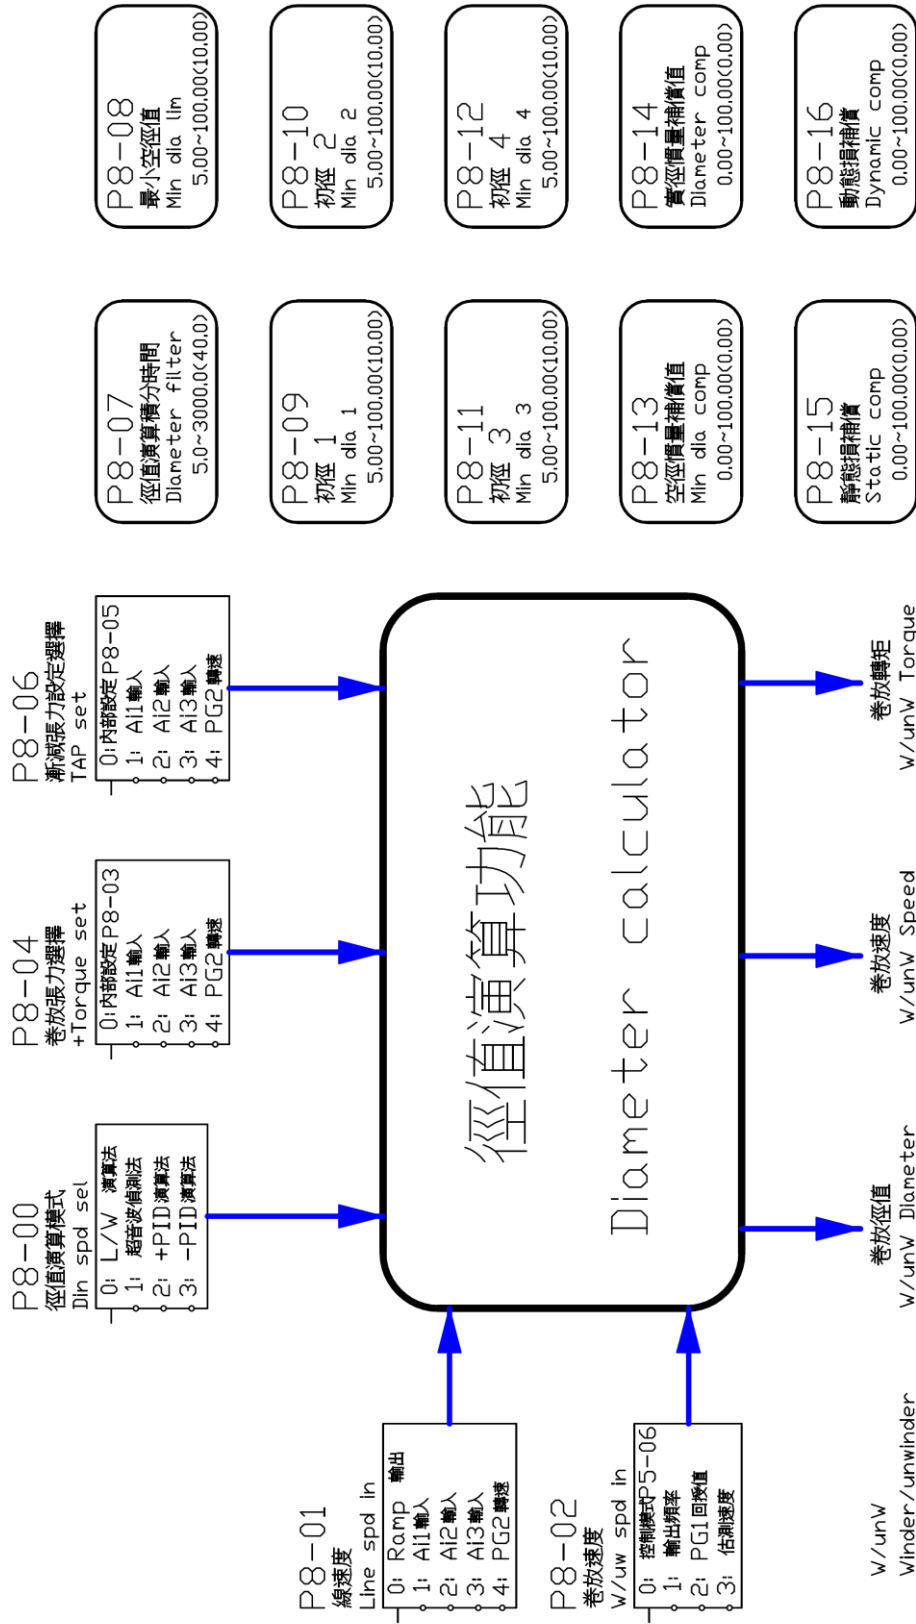 P8-00
徑值演算模式
Din spd sel
0: L/W 演算法
1: 超音波偵測法
2: +PID演算法
3: -PID演算法
P8-04
卷放張力選擇
+Torque set
0:內部設定P8-03
1: Ai1輸入
2: Ai2輸入
3: Ai3輸入
4: PG2轉速
P8-06
漸減張力設定選擇
TAP set
0:內部設定P8-05
1: Ai1輸入
2: Ai2輸入
3: Ai3輸入
4: PG2轉速
P8-01
線速度
Line spd in
0: Ramp 輸出
1: Ai1輸入
2: Ai2輸入
3: Ai3輸入
4: PG2轉速
P8-02
卷放速度
W/uw spd in
0: 控制模式P5-06
1: 輸出頻率
2: PG1回授值
3: 估測速度
徑值演算功能
Diameter calculator
卷放徑值
W/unW Diameter
卷放速度
W/unW Speed
卷放轉矩
W/unW Torque
W/unW
Winder/unwinder
P8-07
徑值演算積分時間
Diameter filter
5.0~3000.0(40.0)
P8-08
最小空徑值
Min dia lim
5.00~100.00(10.00)
P8-09
初徑 1
Min dia 1
5.00~100.00(10.00)
P8-10
初徑 2
Min dia 2
5.00~100.00(10.00)
P8-11
初徑 3
Min dia 3
5.00~100.00(10.00)
P8-12
初徑 4
Min dia 4
5.00~100.00(10.00)
P8-13
空徑慣量補償值
Min dia comp
0.00~100.00(0.00)
P8-14
實徑慣量補償值
Diameter comp
0.00~100.00(0.00)
P8-15
靜態損補償
Static comp
0.00~100.00(0.00)
P8-16
動態損補償
Dynamic comp
0.00~100.00(0.00)